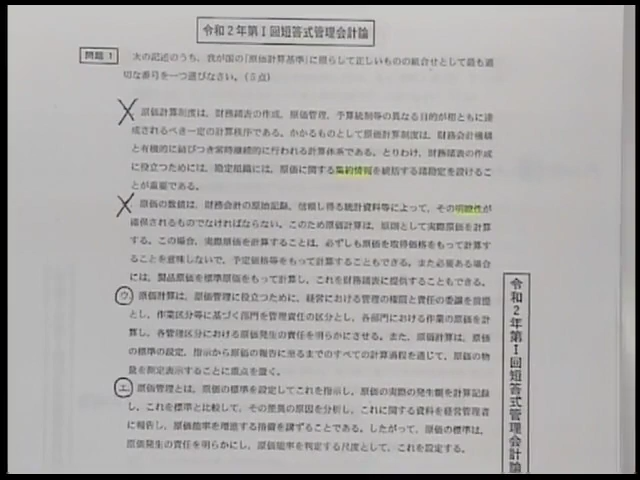 令和2年第Ⅰ回短答式管理会計論
問題1 次の記述のうち、我が国の「原価計算基準」に照らして正しいものの組合せとして最も適
切な番号を一つ選びなさい。(5点)
原価計算制度は、財務諸表の作成、原価管理、予算統制等の異なる目的が相ともに達
成されるべき一定の計算秩序である。かかるものとして原価計算制度は、財務会計機構
と有機的に結びつき常時継続的に行われる計算体系である。とりわけ、財務諸表の作成
に役立つためには、勘定組織には、原価に関する集約情報を統括する諸勘定を設けるこ
とが重要である。
原価の数値は、財務会計の原始記録、信頼し得る統計資料等によって、その明瞭性が
確保されるものでなければならない。このため原価計算は、原則として実際原価を計算
する。この場合、実際原価を計算することは、必ずしも原価を取得価格をもって計算す
ることを意味しないで、予定価格等をもって計算することもできる。また必要ある場合
には、製品原価を標準原価をもって計算し、これを財務諸表に提供することもできる。
ウ. 原価計算は、原価管理に役立つために、経営における管理の権限と責任の委譲を前提
とし、作業区分等に基づく部門を管理責任の区分とし、各部門における作業の原価を計
算し、各管理区分における原価発生の責任を明らかにさせる。また、原価計算は、原価
の標準の設定、指示から原価の報告に至るまでのすべての計算過程を通じて、原価の物
量を測定表示することに重点を置く。
エ. 原価管理とは、原価の標準を設定してこれを指示し、原価の実際の発生額を計算記録
し、これを標準と比較して、その差異の原因を分析し、これに関する資料を経営管理者
に報告し、原価能率を増進する措置を講ずることである。したがって、原価の標準は、
原価発生の責任を明らかにし、原価能率を判定する尺度として、これを設定する。
令和2年第Ⅰ回短答式管理会計論